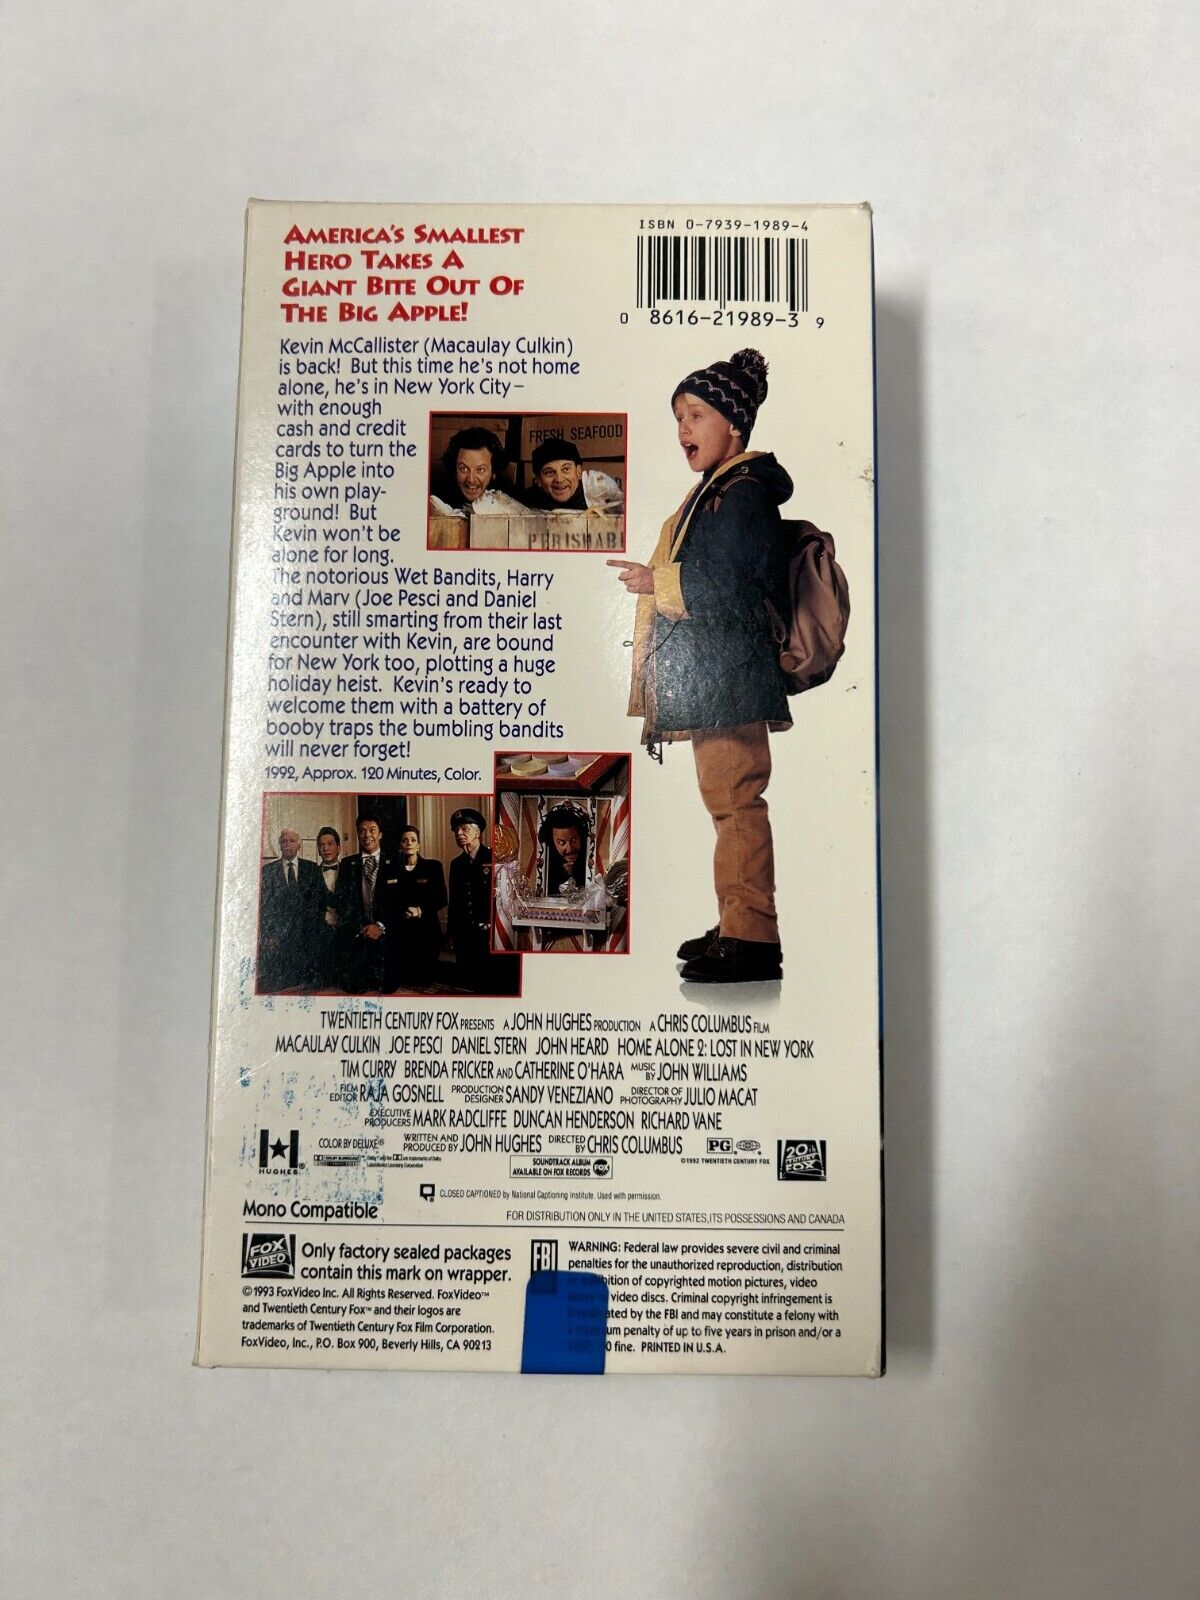 AMERICA'S SMALLEST
HERO TAKES A
GIANT BITE OUT OF
THE BIG APPLE!
ISBN 0-7939-1989-4
0 8616-21989-3 9
Kevin McCallister (Macaulay Culkin)
is back! But this time he's not home
alone, he's in New York City–
with enough
cash and credit
cards to turn the
Big Apple into
his own play-
ground! But
Kevin won't be
alone for long.
The notorious Wet Bandits, Harry
and Marv (Joe Pesci and Daniel
Stern), still smarting from their last
encounter with Kevin, are bound
for New York too, plotting a huge
holiday heist. Kevin's ready to
welcome them with a battery of
booby traps the bumbling bandits
will never forget!
1992, Approx. 120 Minutes, Color.
FRESH SEAFOOD
PERISHABL
TWENTIETH CENTURY FOX PRESENTS A JOHN HUGHES PRODUCTION A CHRIS COLUMBUS FILM
MACAULAY CULKIN JOE PESCI DANIEL STERN JOHN HEARD HOME ALONE 2: LOST IN NEW YORK
TIM CURRY BRENDA FRICKER AND CATHERINE O'HARA MUSIC BY JOHN WILLIAMS
FILM EDITOR RAJA GOSNELL PRODUCTION DESIGNER SANDY VENEZIANO DIRECTOR OF PHOTOGRAPHY JULIO MACAT
EXECUTIVE PRODUCERS MARK RADCLIFFE DUNCAN HENDERSON RICHARD VANE
HUGHES
COLOR BY DELUXE® WRITTEN AND PRODUCED BY JOHN HUGHES DIRECTED BY CHRIS COLUMBUS PG
©1992 TWENTIETH CENTURY FOX
20th CENTURY FOX
DOLBY SURROUND
SOUNDTRACK ALBUM
AVAILABLE ON FOX RECORDS FOX
CLOSED CAPTIONED by National Captioning Institute. Used with permission.
Mono Compatible
FOR DISTRIBUTION ONLY IN THE UNITED STATES, ITS POSSESSIONS AND CANADA
FOX VIDEO
Only factory sealed packages
contain this mark on wrapper.
©1993 FoxVideo Inc. All Rights Reserved. FoxVideo™
and Twentieth Century Fox™ and their logos are
trademarks of Twentieth Century Fox Film Corporation.
FoxVideo, Inc., P.O. Box 900, Beverly Hills, CA 90213
FBI
WARNING: Federal law provides severe civil and criminal
penalties for the unauthorized reproduction, distribution
or exhibition of copyrighted motion pictures, video
tapes or video discs. Criminal copyright infringement is
investigated by the FBI and may constitute a felony with
a maximum penalty of up to five years in prison and/or a
0 fine. PRINTED IN U.S.A.